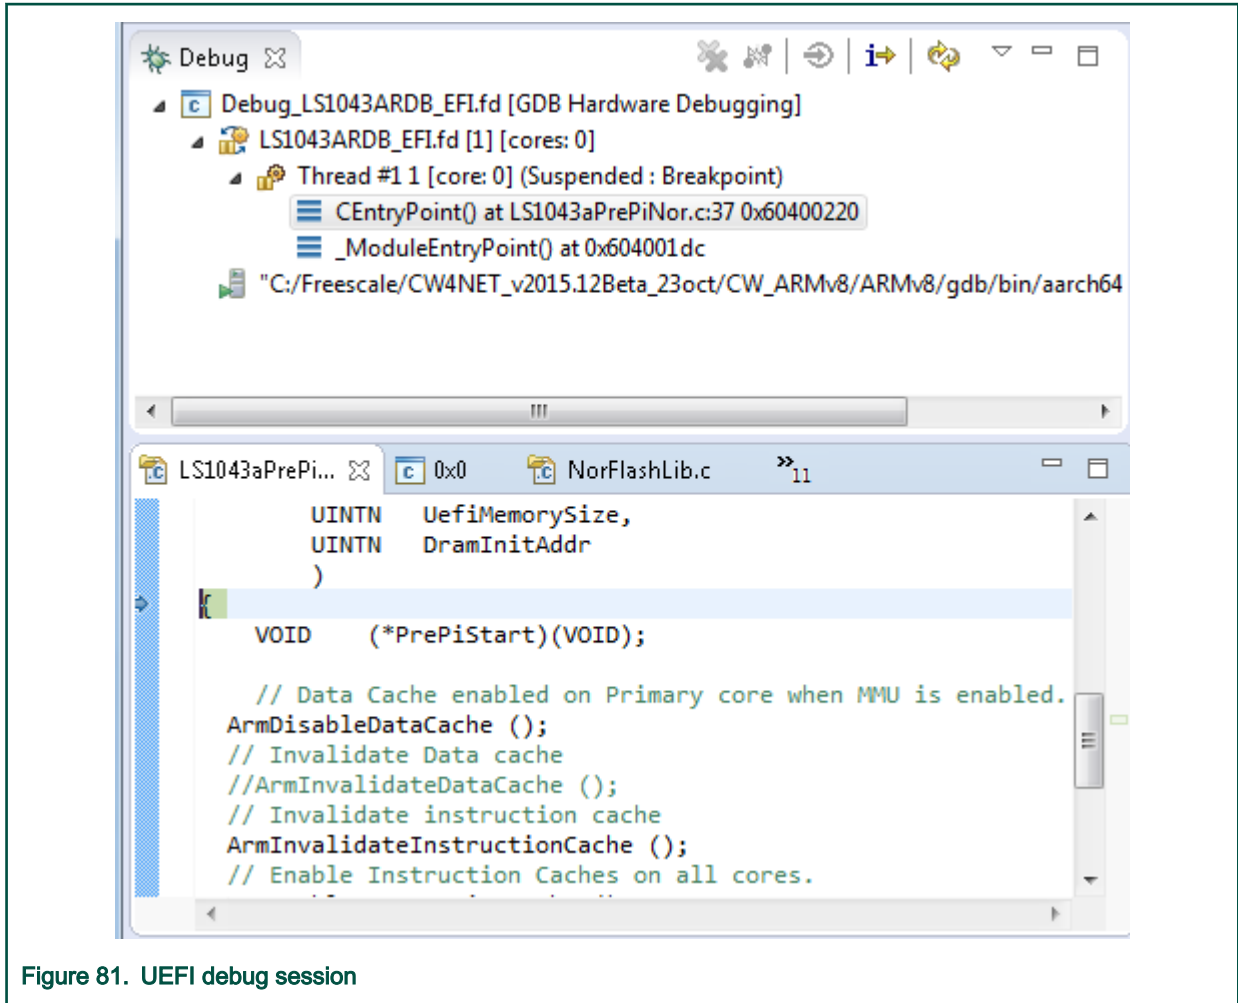 Debug
Debug_LS1043ARDB_EFI.fd [GDB Hardware Debugging]
LS1043ARDB_EFI.fd [1] [cores: 0]
Thread #1 1 [core: 0] (Suspended : Breakpoint)
CEntryPoint() at LS1043aPrePiNor.c:37 0x60400220
_ModuleEntryPoint() at 0x604001dc
"C:/Freescale/CW4NET_v2015.12Beta_23oct/CW_ARMv8/ARMv8/gdb/bin/aarch64
LS1043aPrePi... 0x0 NorFlashLib.c »11
UINTN UefiMemorySize,
UINTN DramInitAddr
)
{
VOID (*PrePiStart)(VOID);
// Data Cache enabled on Primary core when MMU is enabled.
ArmDisableDataCache ();
// Invalidate Data cache
//ArmInvalidateDataCache ();
// Invalidate instruction cache
ArmInvalidateInstructionCache ();
// Enable Instruction Caches on all cores.
Figure 81. UEFI debug session